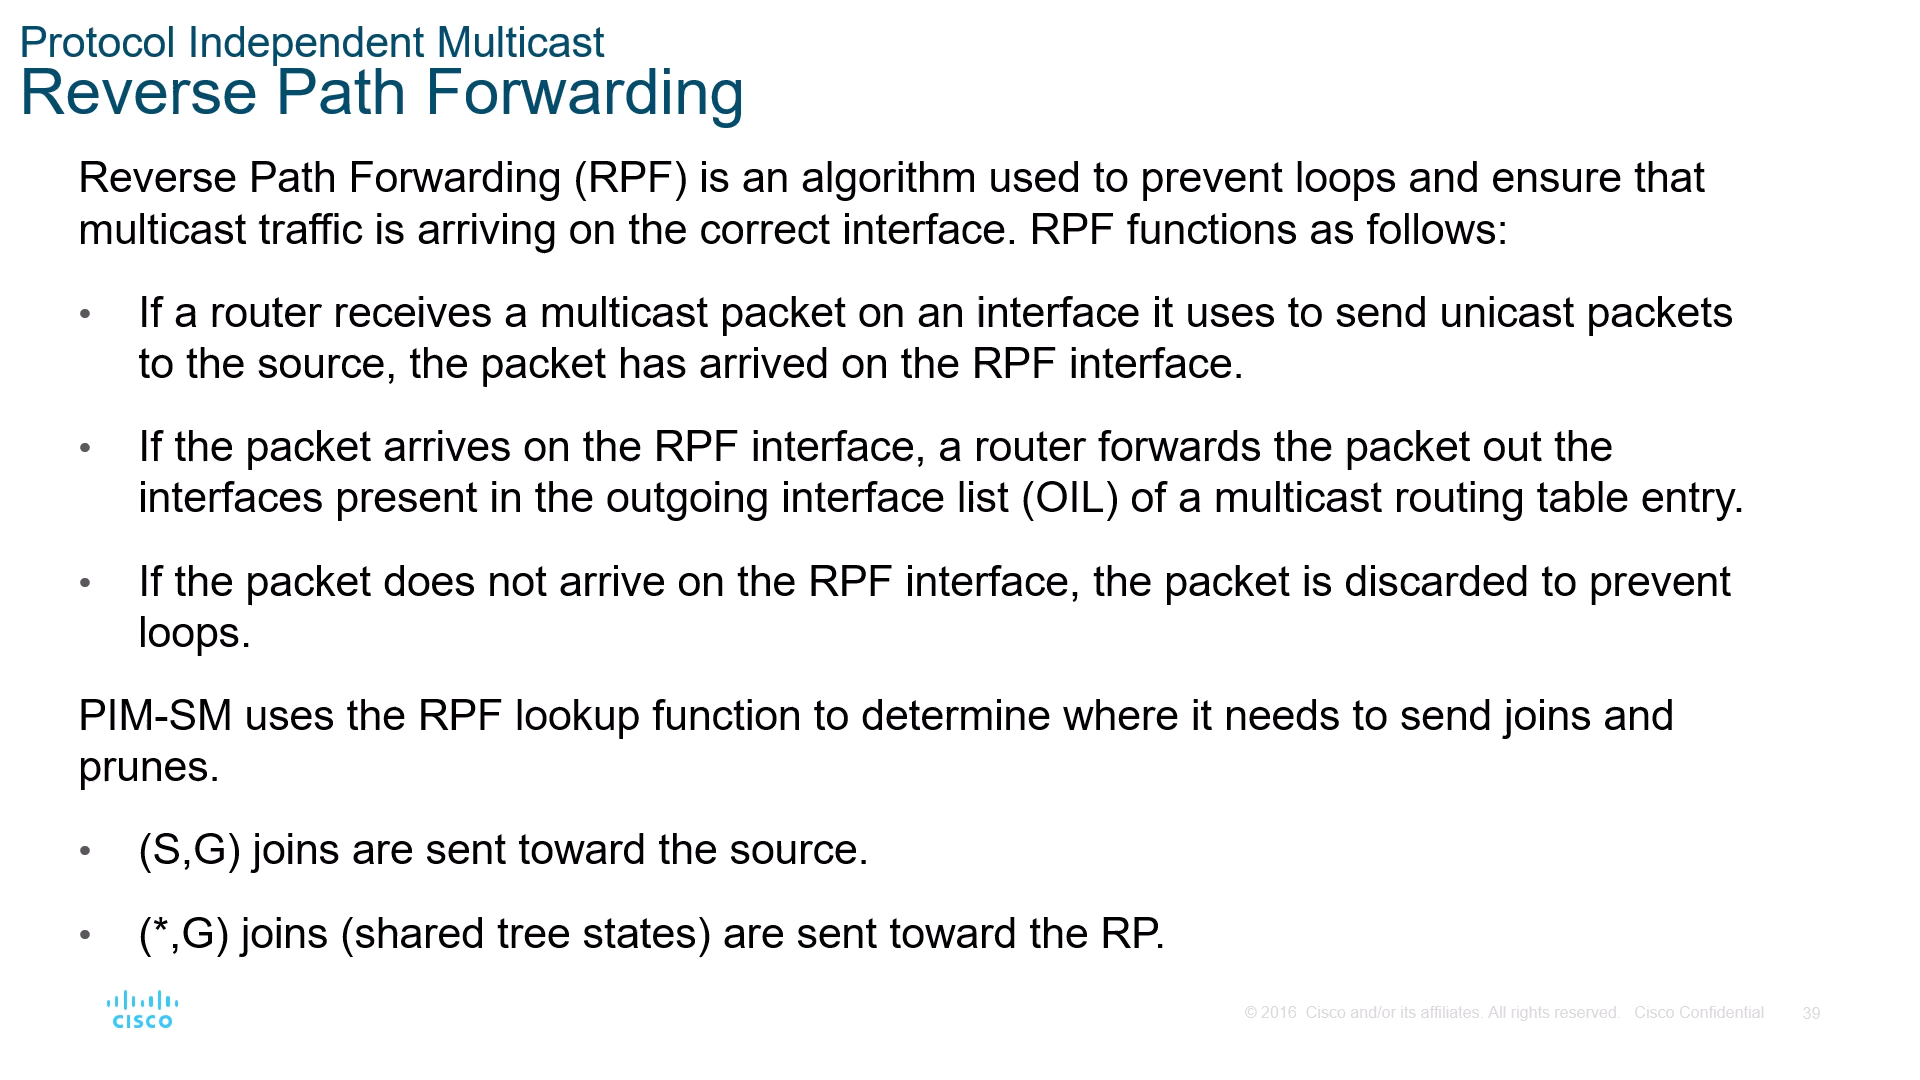 Protocol Independent Multicast
Reverse Path Forwarding
Reverse Path Forwarding (RPF) is an algorithm used to prevent loops and ensure that
multicast traffic is arriving on the correct interface. RPF functions as follows:
• If a router receives a multicast packet on an interface it uses to send unicast packets
to the source, the packet has arrived on the RPF interface.
• If the packet arrives on the RPF interface, a router forwards the packet out the
interfaces present in the outgoing interface list (OIL) of a multicast routing table entry.
• If the packet does not arrive on the RPF interface, the packet is discarded to prevent
loops.
PIM-SM uses the RPF lookup function to determine where it needs to send joins and
prunes.
• (S,G) joins are sent toward the source.
• (*,G) joins (shared tree states) are sent toward the RP.
CISCO
© 2016 Cisco and/or its affiliates. All rights reserved. Cisco Confidential 39